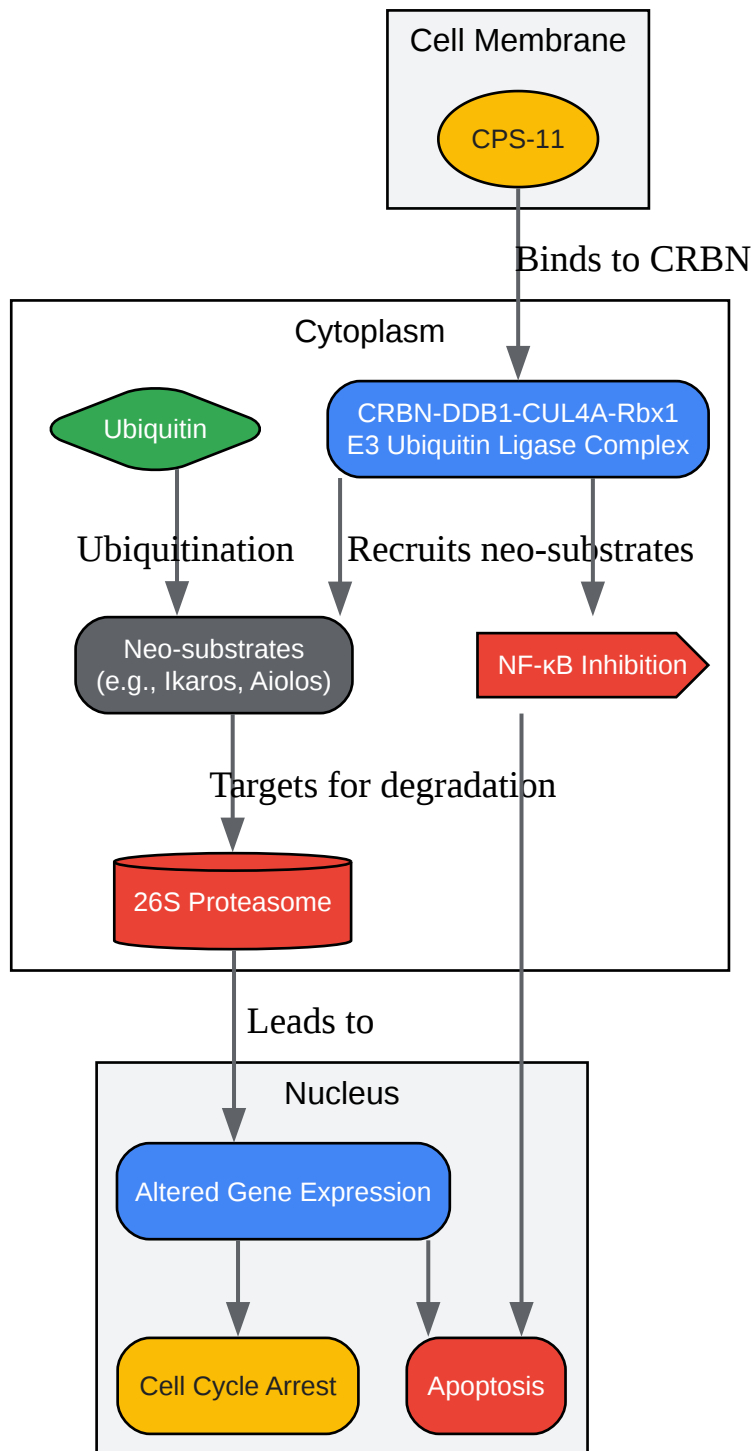 Cell Membrane
CPS-11
Binds to CRBN
Cytoplasm
Ubiquitin
CRBN-DDB1-CUL4A-Rbx1
E3 Ubiquitin Ligase Complex
Ubiquitination
Recruits neo-substrates
Neo-substrates
(e.g., Ikaros, Aiolos)
NF-κB Inhibition
Targets for degradation
26S Proteasome
Leads to
Nucleus
Altered Gene Expression
Cell Cycle Arrest
Apoptosis